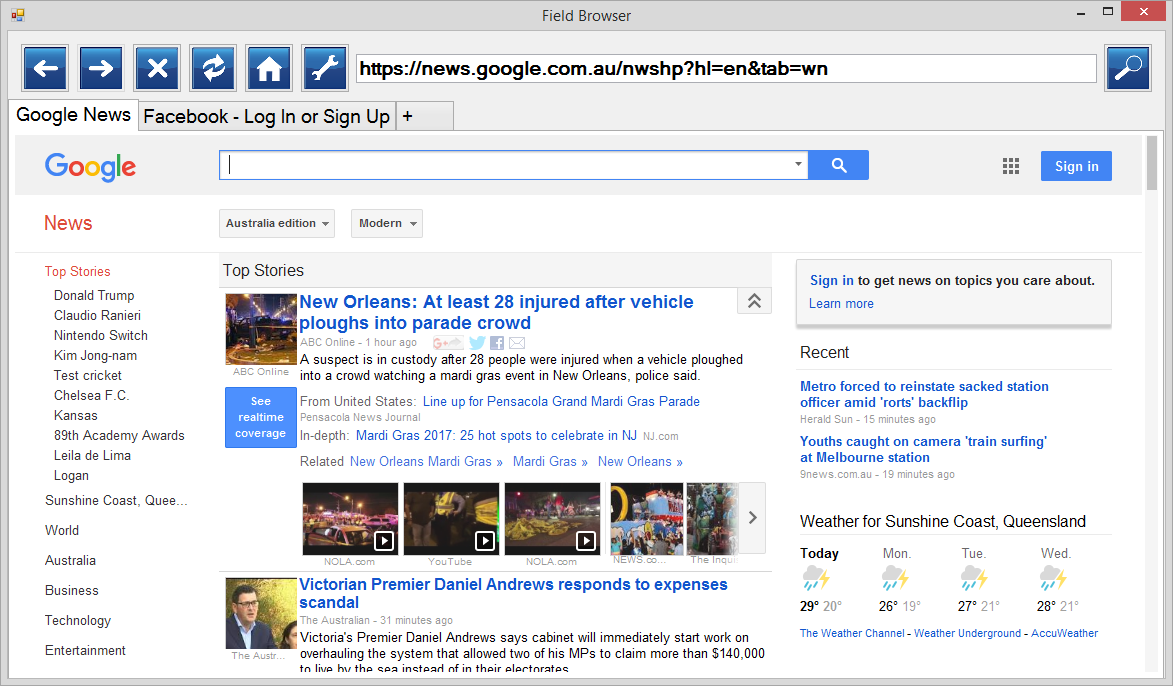 Field Browser
https://news.google.com.au/nwshp?hl=en&tab=wn
Google News
Facebook - Log In or Sign Up
+
Google
Sign in
News
Australia edition
Modern
Top Stories
Donald Trump
Claudio Ranieri
Nintendo Switch
Kim Jong-nam
Test cricket
Chelsea F.C.
Kansas
89th Academy Awards
Leila de Lima
Logan
Sunshine Coast, Quee...
World
Australia
Business
Technology
Entertainment
Top Stories
New Orleans: At least 28 injured after vehicle
ploughs into parade crowd
ABC Online - 1 hour ago
G+
A suspect is in custody after 28 people were injured when a vehicle ploughed
into a crowd watching a mardi gras event in New Orleans, police said.
ABC Online
See
realtime
coverage
From United States: Line up for Pensacola Grand Mardi Gras Parade
Pensacola News Journal
In-depth: Mardi Gras 2017: 25 hot spots to celebrate in NJ NJ.com
Related New Orleans Mardi Gras » Mardi Gras » New Orleans »
NOLA.com
YouTube
NOLA.com
NEWS.co...
The Inqui
Victorian Premier Daniel Andrews responds to expenses
scandal
The Australian - 31 minutes ago
Victoria's Premier Daniel Andrews says cabinet will immediately start work on
overhauling the system that allowed two of his MPs to claim more than $140,000
to live by the sea instead of in their electorates.
The Austr...
Sign in to get news on topics you care about.
Learn more
Recent
Metro forced to reinstate sacked station
officer amid 'rorts' backflip
Herald Sun - 15 minutes ago
Youths caught on camera 'train surfing'
at Melbourne station
9news.com.au - 19 minutes ago
Weather for Sunshine Coast, Queensland
Today Mon. Tue. Wed.
29° 20° 26° 19° 27° 21° 28° 21°
The Weather Channel - Weather Underground - AccuWeather